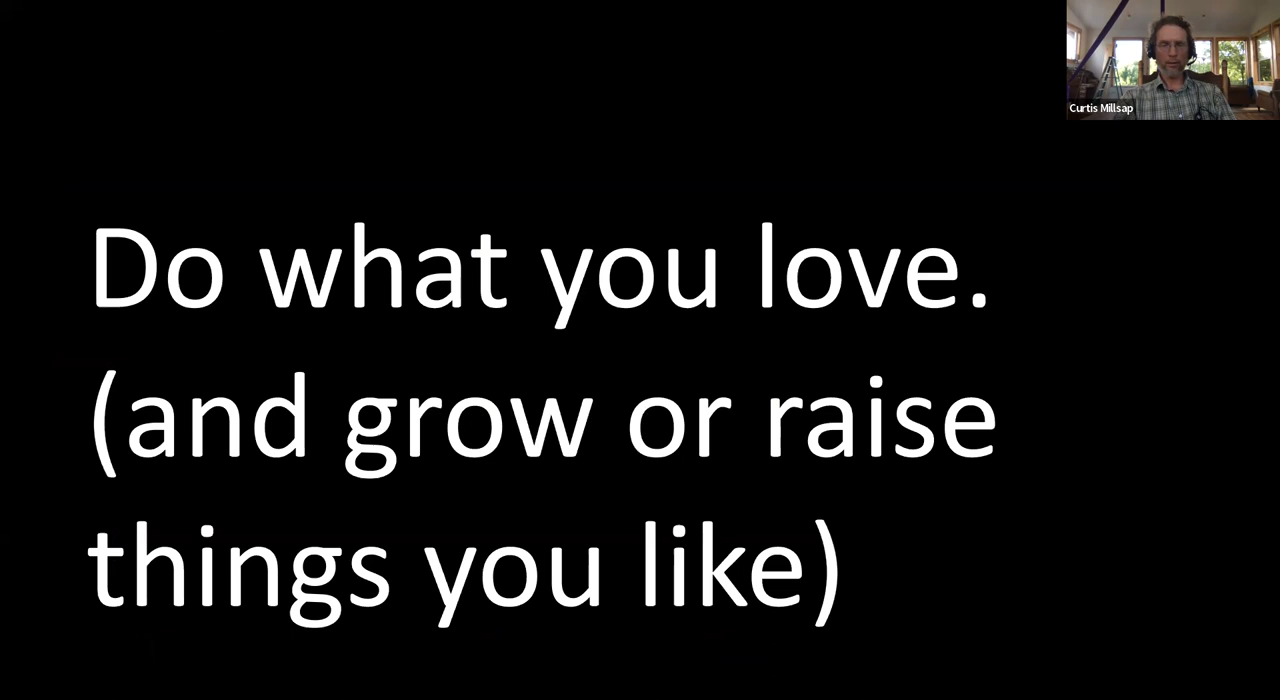 Curtis Millsap
Do what you love.
(and grow or raise
things you like)